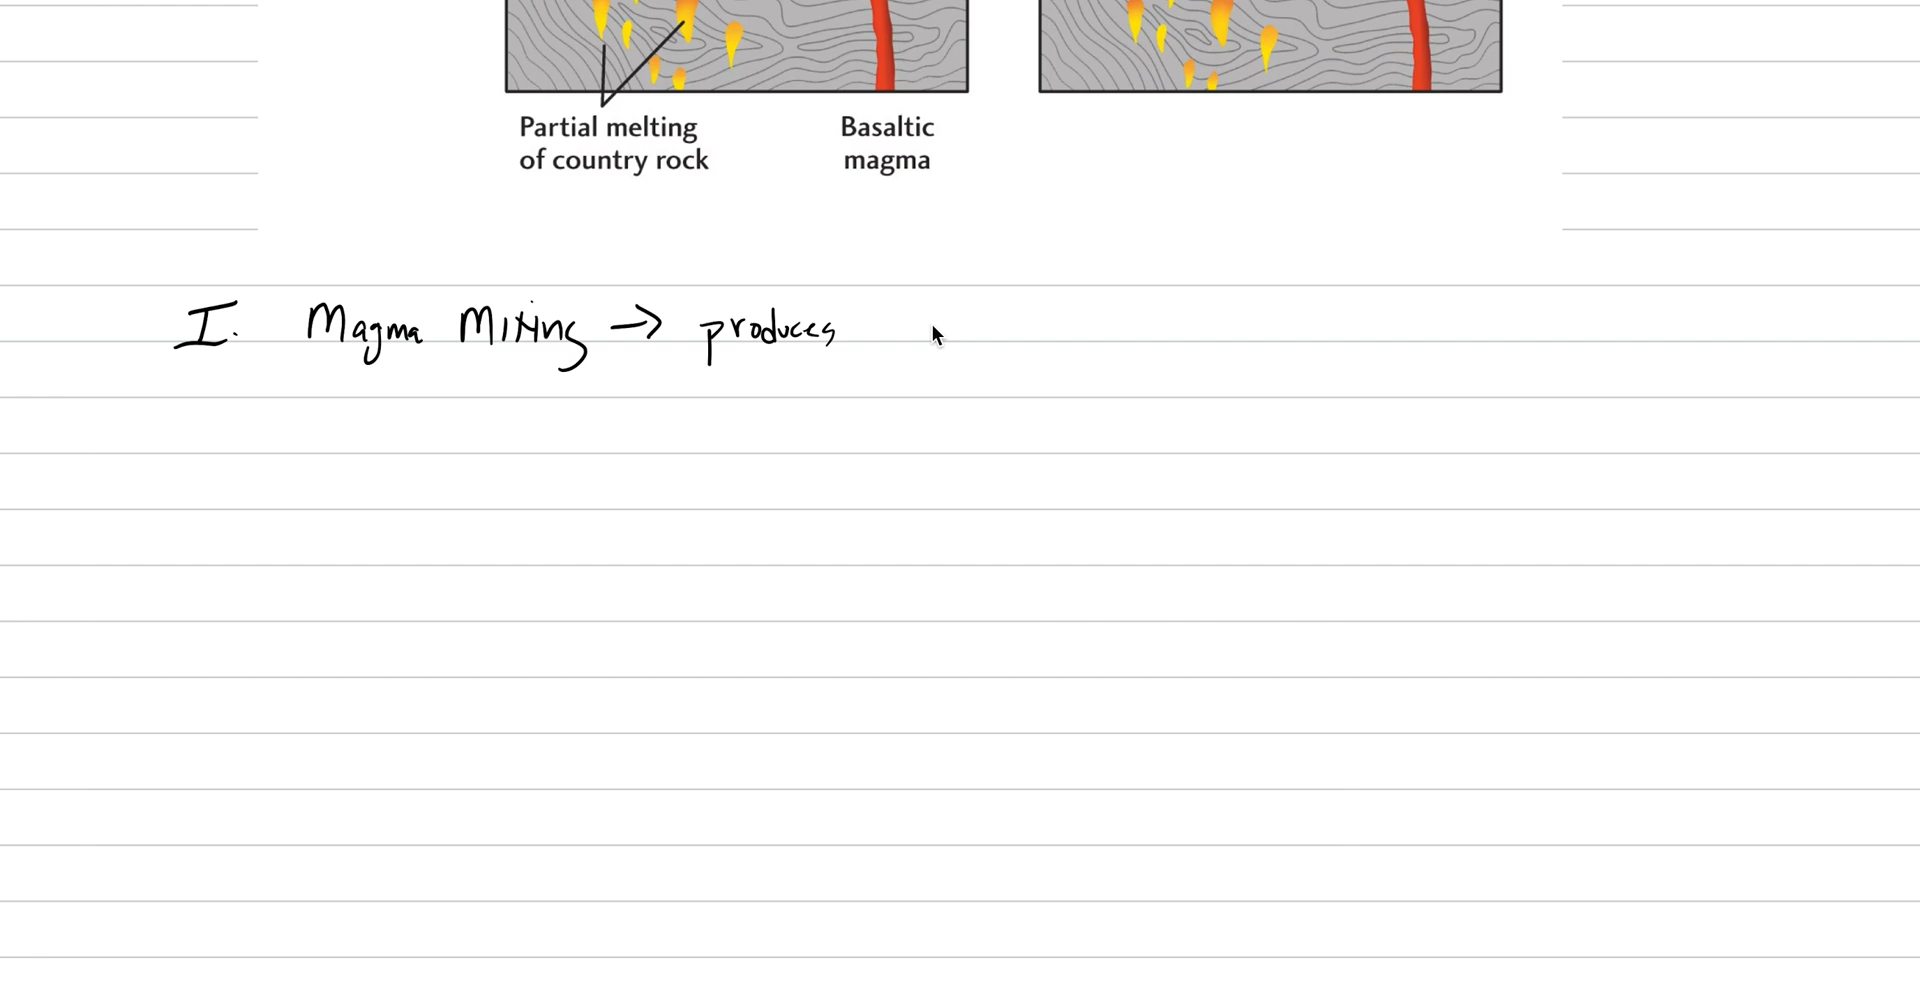 Partial melting
of country rock
Basaltic
magma
I. Magma Mixing → produces